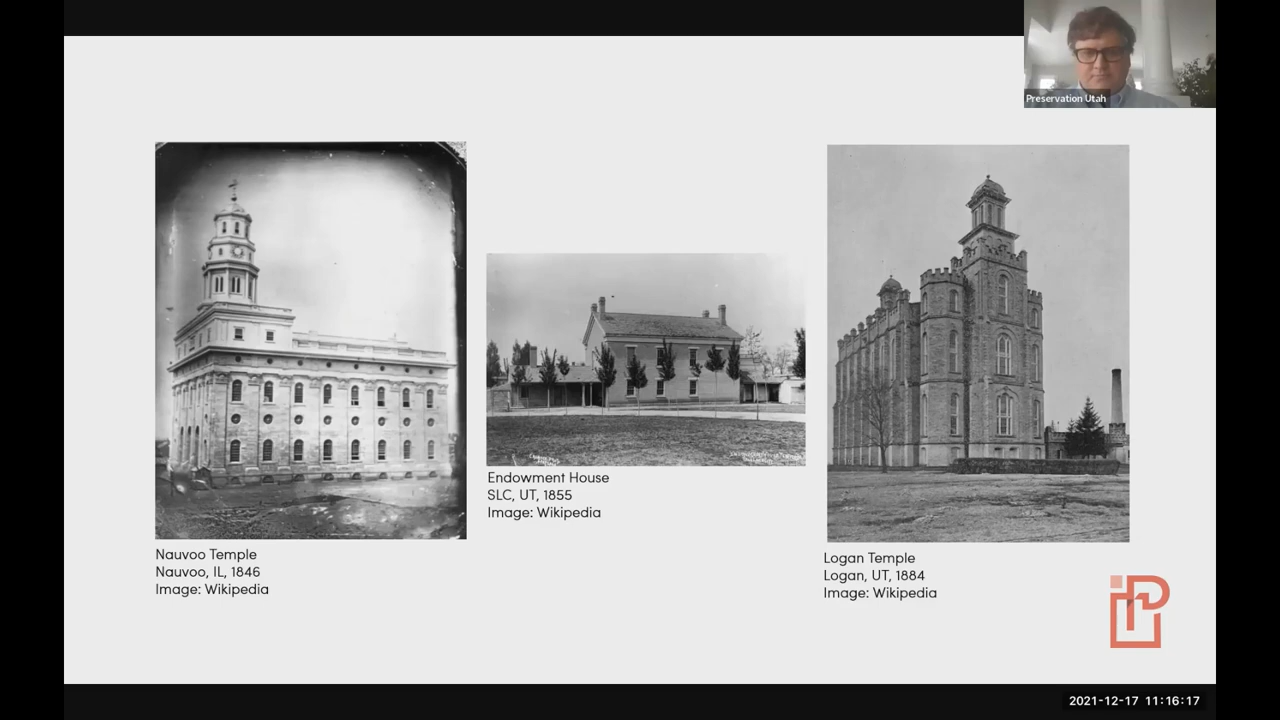 Preservation Utah
Nauvoo Temple
Nauvoo, IL, 1846
Image: Wikipedia
Endowment House
SLC, UT, 1855
Image: Wikipedia
Logan Temple
Logan, UT, 1884
Image: Wikipedia
2021-12-17 11:16:17